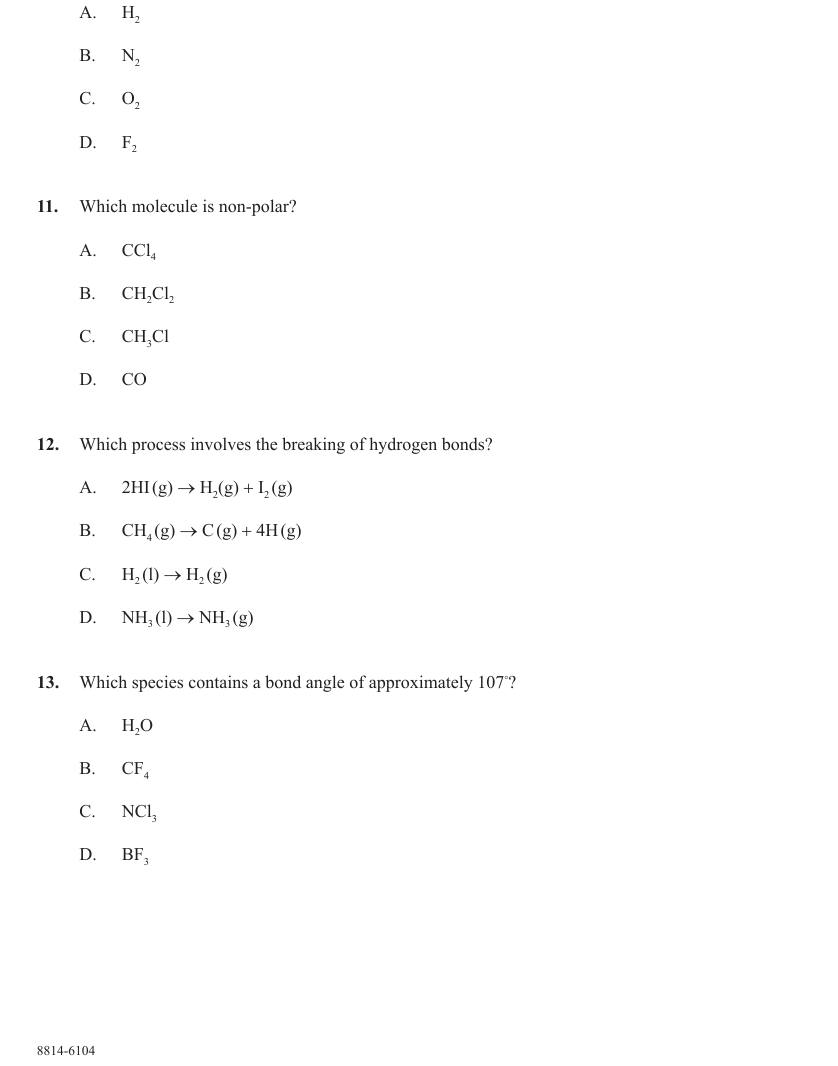 A. H₂
B. N₂
C. O₂
D. F₂
11. Which molecule is non-polar?
A. CCl₄
B. CH₂Cl₂
C. CH₃Cl
D. CO
12. Which process involves the breaking of hydrogen bonds?
A. 2HI(g) → H₂(g) + I₂(g)
B. CH₄(g) → C(g) + 4H(g)
C. H₂(l) → H₂(g)
D. NH₃(l) → NH₃(g)
13. Which species contains a bond angle of approximately 107°?
A. H₂O
B. CF₄
C. NCl₃
D. BF₃
8814-6104